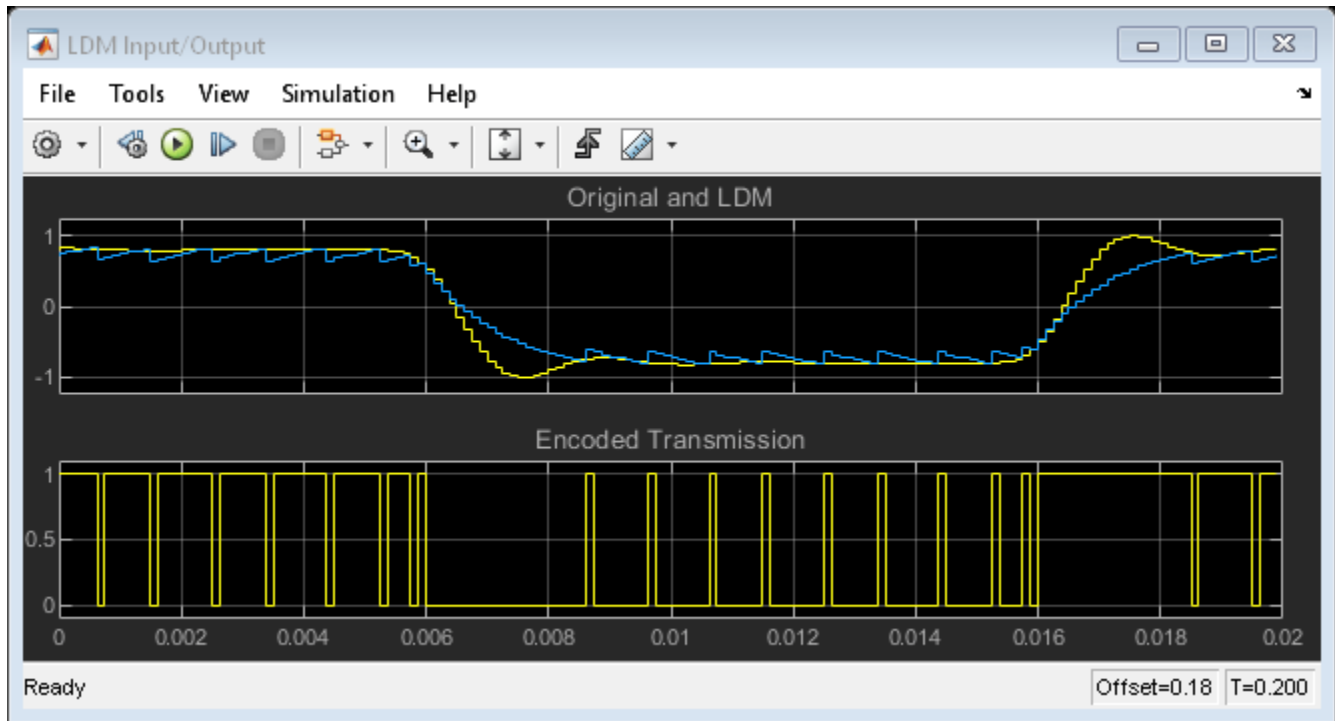 LDM Input/Output
File Tools View Simulation Help
Original and LDM
1
0
-1
Encoded Transmission
1
0.5
0
0 0.002 0.004 0.006 0.008 0.01 0.012 0.014 0.016 0.018 0.02
Ready Offset=0.18 T=0.200